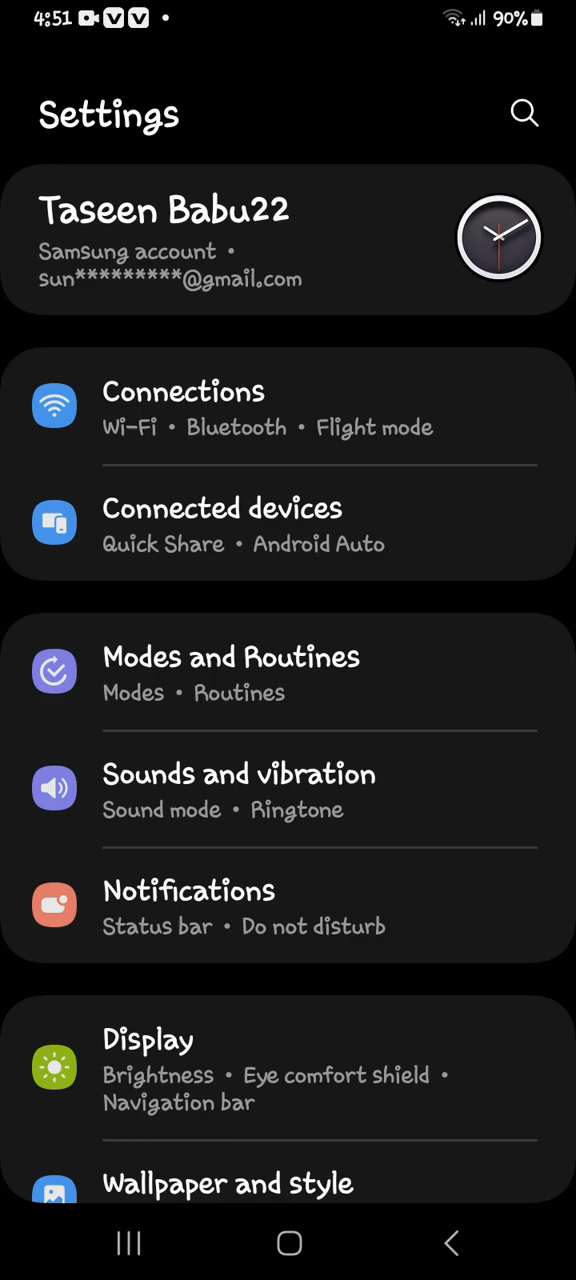 4:51 V V 90%
Settings
Taseen Babu22
Samsung account •
sun*********@gmail.com
Connections
Wi-Fi • Bluetooth • Flight mode
Connected devices
Quick Share • Android Auto
Modes and Routines
Modes • Routines
Sounds and vibration
Sound mode • Ringtone
Notifications
Status bar • Do not disturb
Display
Brightness • Eye comfort shield •
Navigation bar
Wallpaper and style